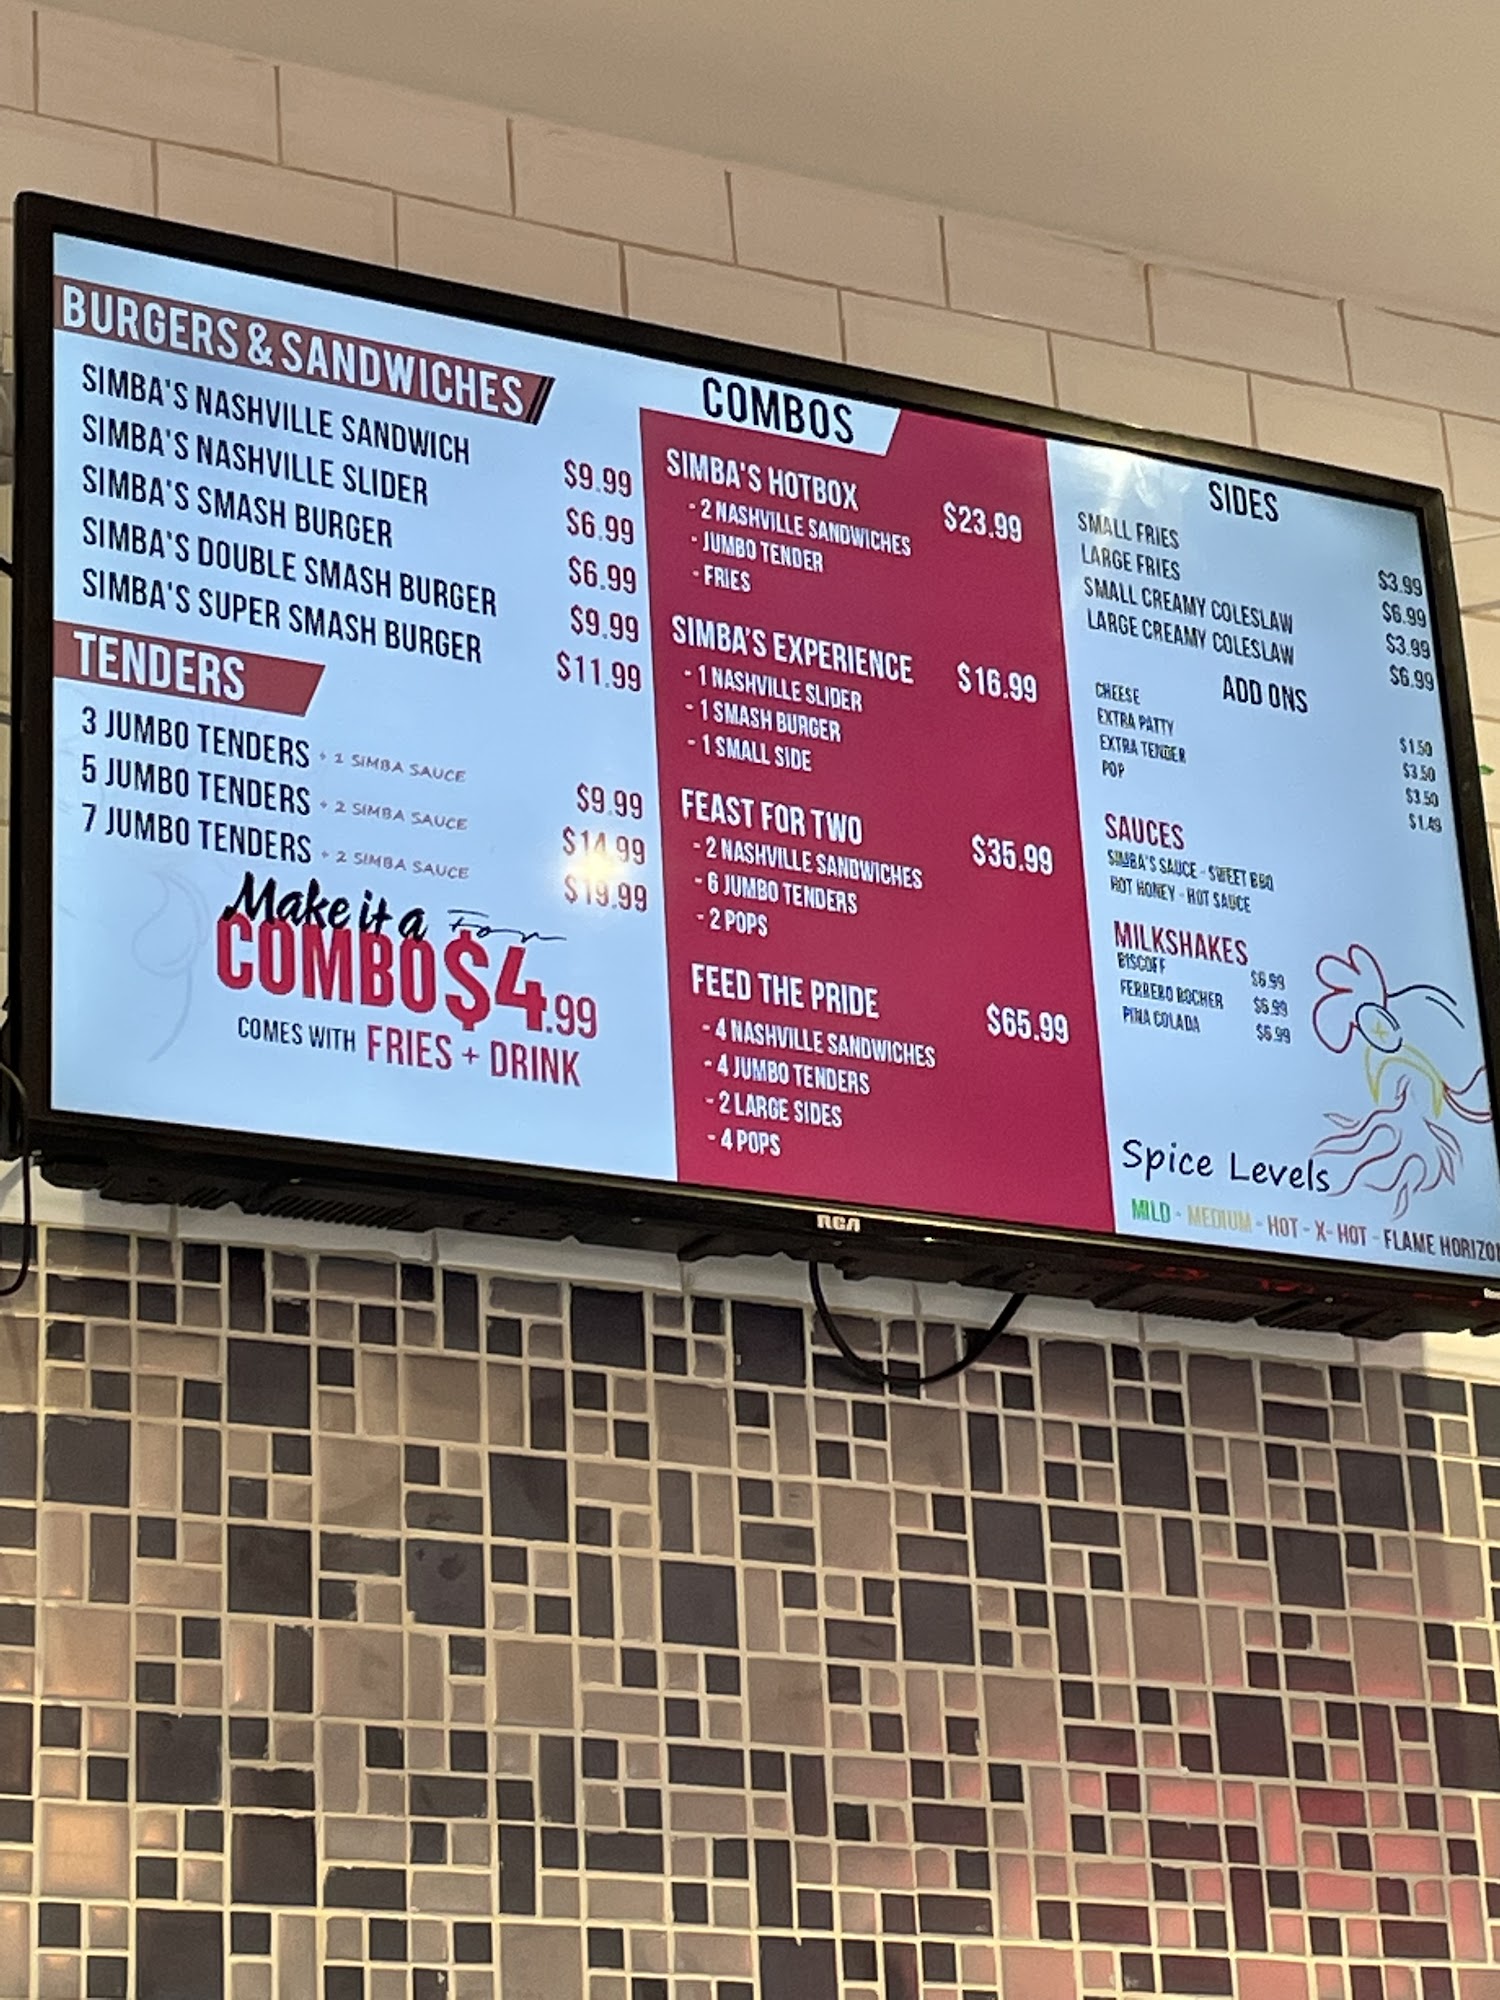 BURGERS & SANDWICHES
SIMBA'S NASHVILLE SANDWICH $9.99
SIMBA'S NASHVILLE SLIDER $6.99
SIMBA'S SMASH BURGER $6.99
SIMBA'S DOUBLE SMASH BURGER $9.99
SIMBA'S SUPER SMASH BURGER $11.99
TENDERS
3 JUMBO TENDERS + 1 SIMBA SAUCE $9.99
5 JUMBO TENDERS + 2 SIMBA SAUCE $14.99
7 JUMBO TENDERS + 2 SIMBA SAUCE $19.99
Make it a For
COMBO $4.99
COMES WITH FRIES + DRINK
COMBOS
SIMBA'S HOTBOX $23.99
- 2 NASHVILLE SANDWICHES
- JUMBO TENDER
- FRIES
SIMBA'S EXPERIENCE $16.99
- 1 NASHVILLE SLIDER
- 1 SMASH BURGER
- 1 SMALL SIDE
FEAST FOR TWO $35.99
- 2 NASHVILLE SANDWICHES
- 6 JUMBO TENDERS
- 2 POPS
FEED THE PRIDE $65.99
- 4 NASHVILLE SANDWICHES
- 4 JUMBO TENDERS
- 2 LARGE SIDES
- 4 POPS
SIDES
SMALL FRIES $3.99
LARGE FRIES $6.99
SMALL CREAMY COLESLAW $3.99
LARGE CREAMY COLESLAW $6.99
ADD ONS
CHEESE $1.50
EXTRA PATTY $3.50
EXTRA TENDER $3.50
POP $1.49
SAUCES
SIMBA'S SAUCE - SWEET BBQ
HOT HONEY - HOT SAUCE
MILKSHAKES
BISCOFF $6.99
FERRERO ROCHER $6.99
PINA COLADA $6.99
Spice Levels
MILD - MEDIUM - HOT - X-HOT - FLAME HORIZO
RCA